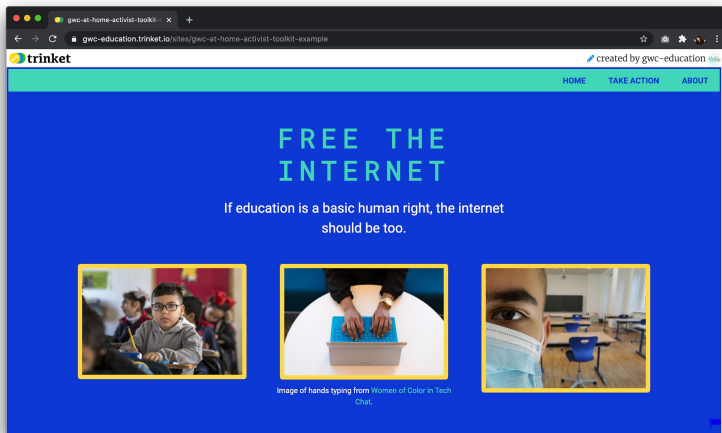 gwc-at-home-activist-toolkit-
gwc-education.trinket.io/sites/gwc-at-home-activist-toolkit-example
trinket
created by gwc-education
HOME TAKE ACTION ABOUT
FREE THE
INTERNET
If education is a basic human right, the internet
should be too.
Image of hands typing from Women of Color in Tech
Chat.